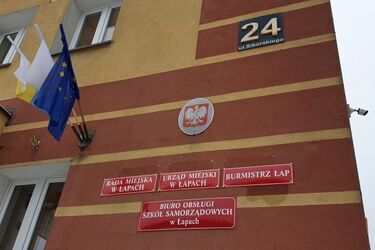 24
ul.Sikorskiego
RADA MIEJSKA
w ŁAPACH
URZĄD MIEJSKI
W ŁAPACH
BURMISTRZ ŁAP
BIURO OBSŁUGI
SZKÓŁ SAMORZĄDOWYCH
w Łapach